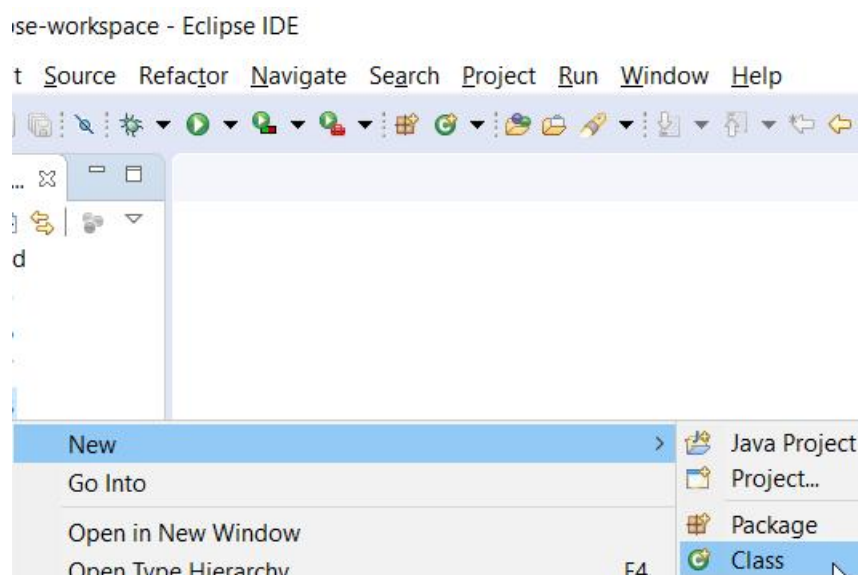 se-workspace - Eclipse IDE
t Source Refactor Navigate Search Project Run Window Help
...
d
New >
Java Project
Go Into
Project...
Open in New Window
Package
Open Type Hierarchy F4
Class